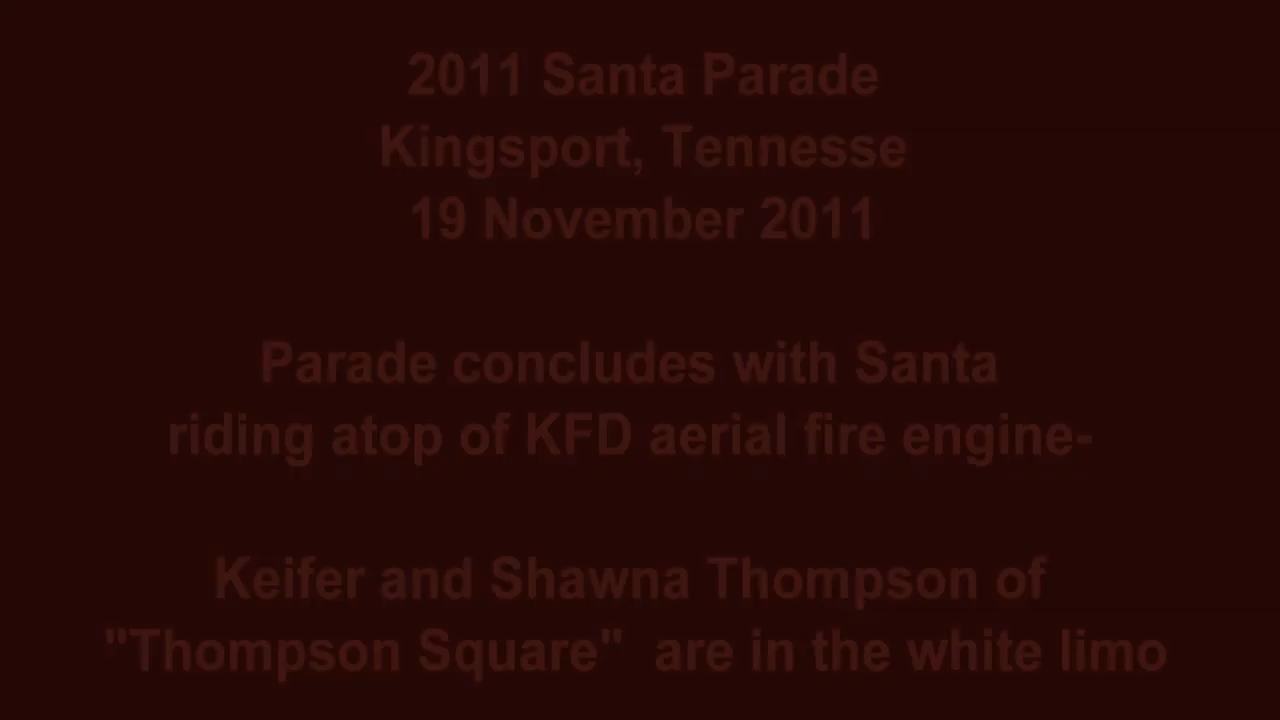 2011 Santa Parade
Kingsport, Tennesse
19 November 2011
Parade concludes with Santa
riding atop of KFD aerial fire engine-
Keifer and Shawna Thompson of
"Thompson Square"  are in the white limo